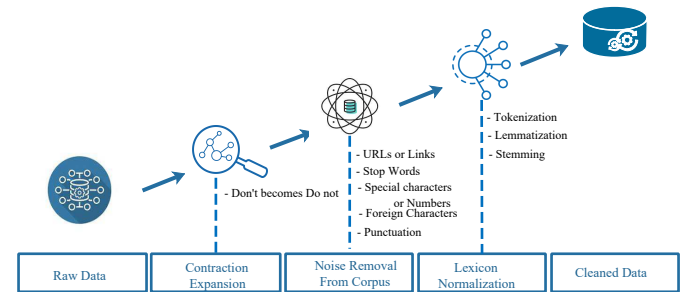 - Tokenization
- Lemmatization
- Stemming
- URLs or Links
- Stop Words
- Special characters
or Numbers
- Foreign Characters
- Punctuation
- Don't becomes Do not
Raw Data
Contraction
Expansion
Noise Removal
From Corpus
Lexicon
Normalization
Cleaned Data